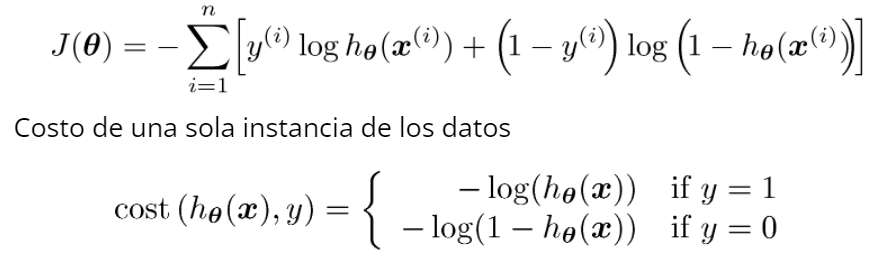 J(θ) = − ∑_{i=1}^{n} [y^{(i)} log h_θ(x^{(i)}) + (1 − y^{(i)}) log (1 − h_θ(x^{(i)}))]
Costo de una sola instancia de los datos
cost (h_θ(x), y) = { − log(h_θ(x)) if y = 1
− log(1 − h_θ(x)) if y = 0